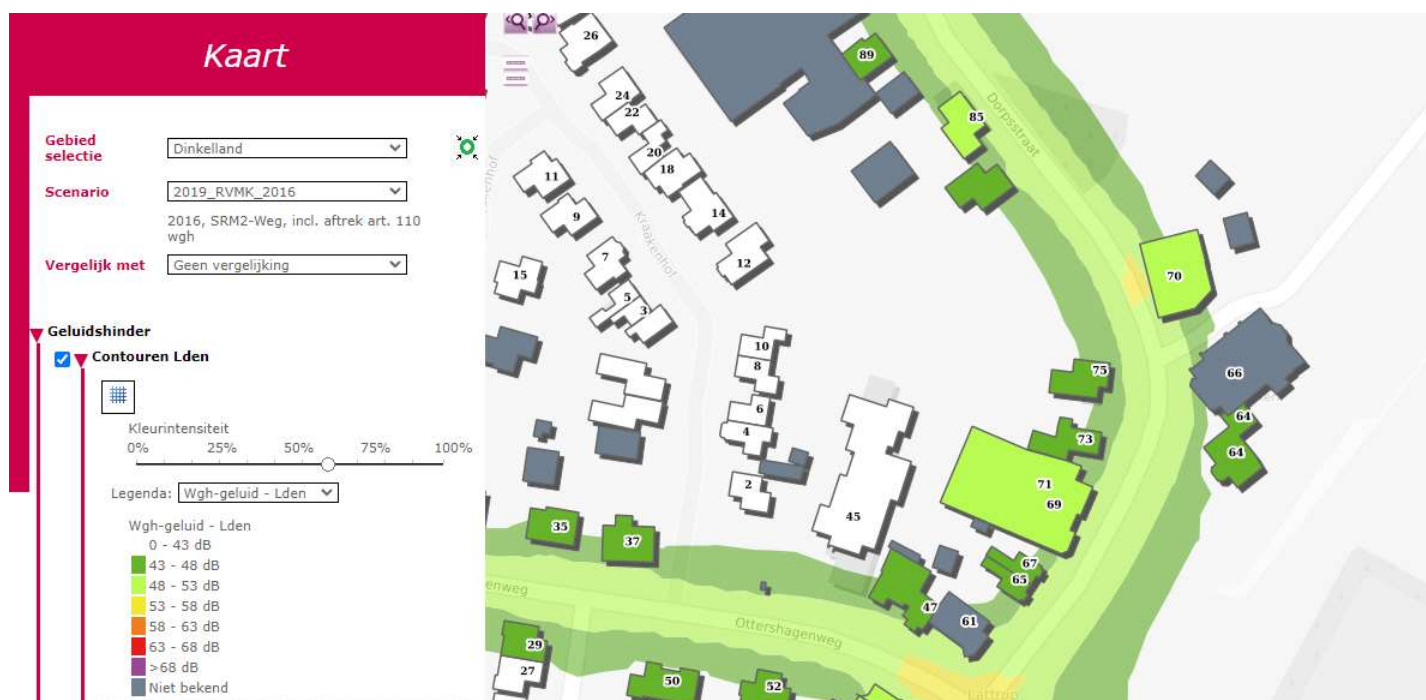 Kaart
Gebied
selectie
Dinkelland
Scenario
2019_RVMK_2016
2016, SRM2-Weg, incl. aftrek art. 110
wgh
Vergelijk met
Geen vergelijking
Geluidshinder
Contouren Lden
Kleurintensiteit
0% 25% 50% 75% 100%
Legenda: Wgh-geluid - Lden
Wgh-geluid - Lden
0 - 43 dB
43 - 48 dB
48 - 53 dB
53 - 58 dB
58 - 63 dB
63 - 68 dB
>68 dB
Niet bekend
26
89
24
22
85
Dorpsstraat
20
18
11
14
9
Kraakenhof
7
12
15
70
5
3
10
8
75
66
6
64
4
73
64
2
71
69
45
35
37
67
65
47
61
Ottershagenweg
29
27
50
52
Lattrop